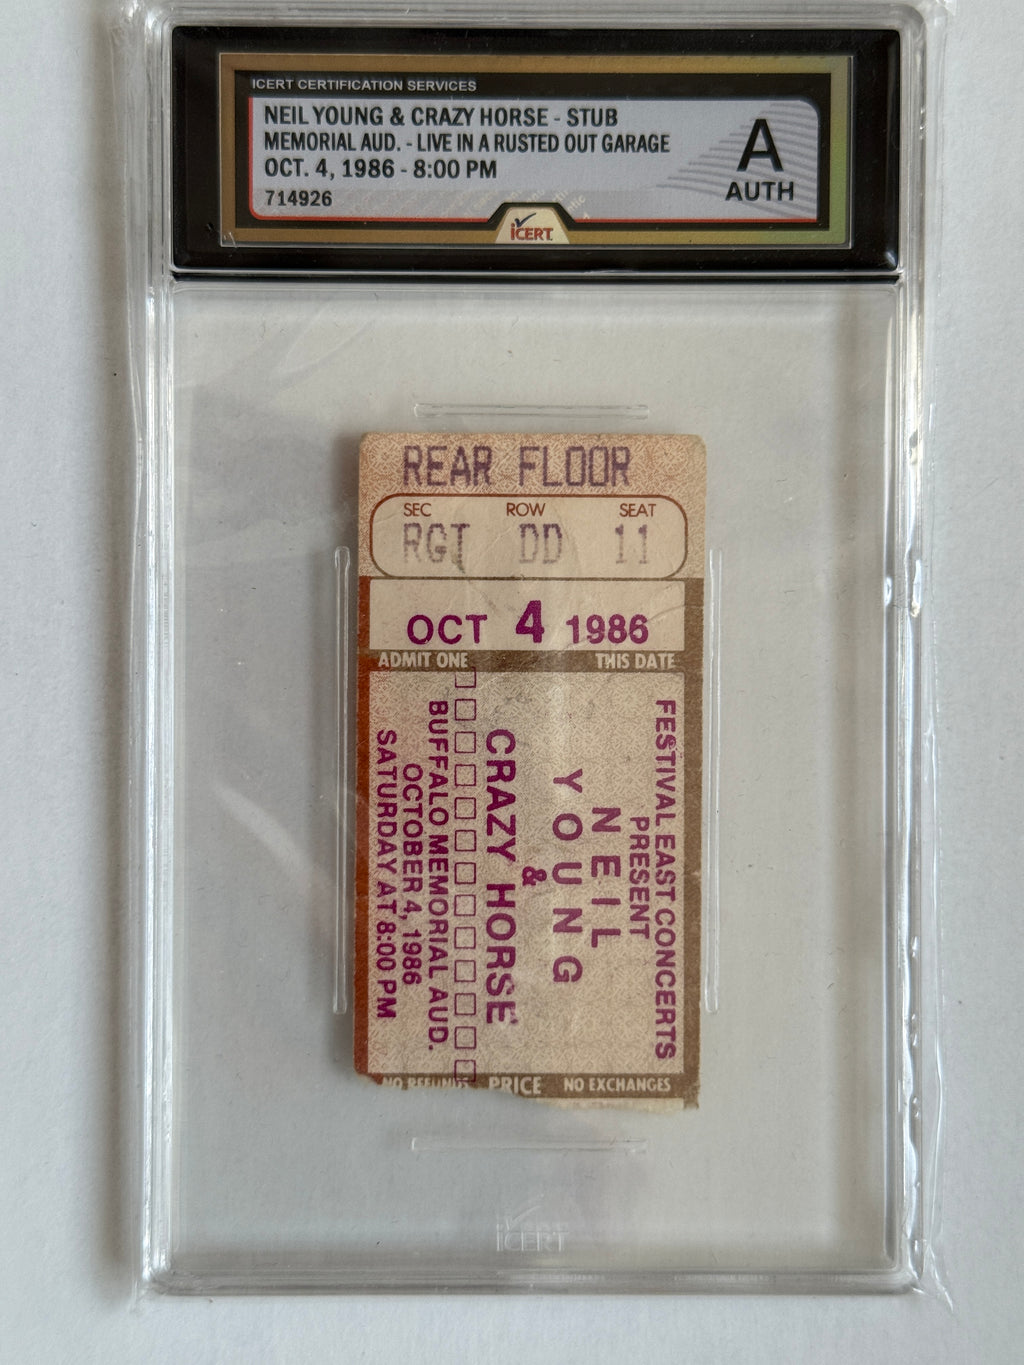 ICERT CERTIFICATION SERVICES
NEIL YOUNG & CRAZY HORSE - STUB
MEMORIAL AUD. - LIVE IN A RUSTED OUT GARAGE
OCT. 4, 1986 - 8:00 PM
714926
A
AUTH
iCERT
REAR FLOOR
SEC ROW SEAT
RGT DD 11
OCT 4 1986
ADMIT ONE THIS DATE
FESTIVAL EAST CONCERTS
PRESENT
NEIL
YOUNG
&
CRAZY HORSE
BUFFALO MEMORIAL AUD.
OCTOBER 4, 1986
SATURDAY AT 8:00 PM
NO REFUNDS PRICE NO EXCHANGES
iCERT